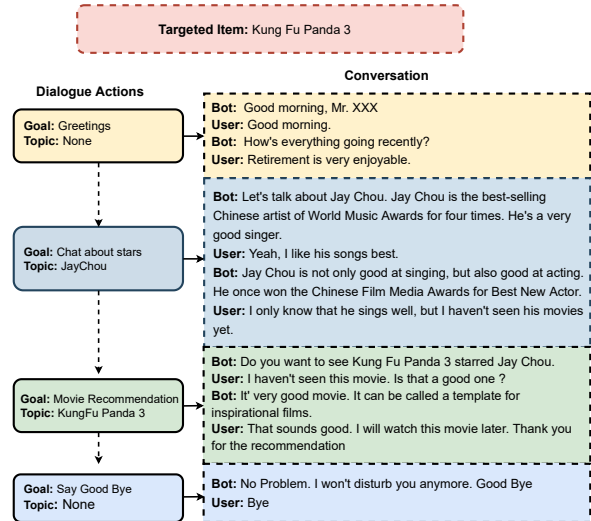 Targeted Item: Kung Fu Panda 3
Dialogue Actions
Conversation
Goal: Greetings
Topic: None
Bot: Good morning, Mr. XXX
User: Good morning.
Bot: How's everything going recently?
User: Retirement is very enjoyable.
Goal: Chat about stars
Topic: JayChou
Bot: Let's talk about Jay Chou. Jay Chou is the best-selling
Chinese artist of World Music Awards for four times. He's a very
good singer.
User: Yeah, I like his songs best.
Bot: Jay Chou is not only good at singing, but also good at acting.
He once won the Chinese Film Media Awards for Best New Actor.
User: I only know that he sings well, but I haven't seen his movies
yet.
Goal: Movie Recommendation
Topic: KungFu Panda 3
Bot: Do you want to see Kung Fu Panda 3 starred Jay Chou.
User: I haven't seen this movie. Is that a good one ?
Bot: It' very good movie. It can be called a template for
inspirational films.
User: That sounds good. I will watch this movie later. Thank you
for the recommendation
Goal: Say Good Bye
Topic: None
Bot: No Problem. I won't disturb you anymore. Good Bye
User: Bye